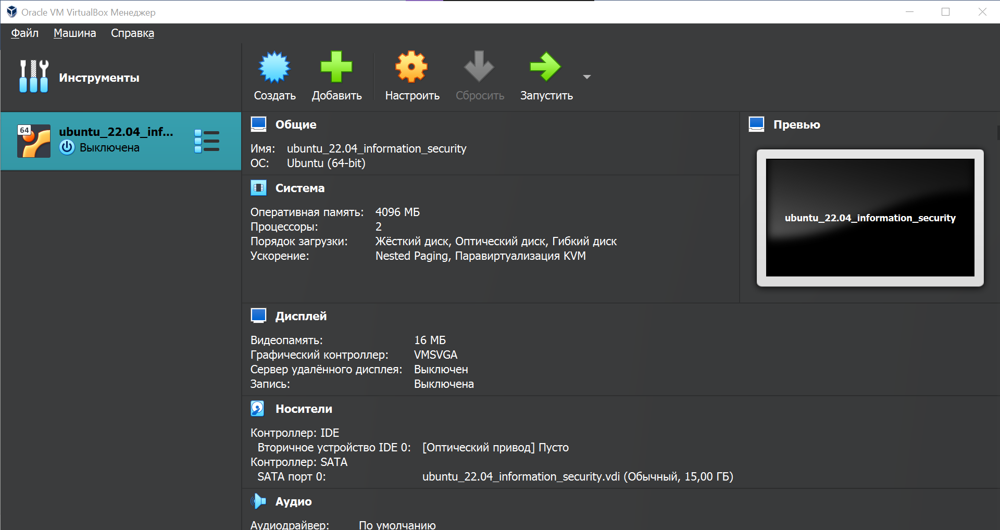 Oracle VM VirtualBox Менеджер
Файл Машина Справка
Инструменты
Создать Добавить Настроить Сбросить Запустить
64
ubuntu_22.04_inf...
Выключена
Общие
Имя: ubuntu_22.04_information_security
ОС: Ubuntu (64-bit)
Система
Оперативная память: 4096 МБ
Процессоры: 2
Порядок загрузки: Жёсткий диск, Оптический диск, Гибкий диск
Ускорение: Nested Paging, Паравиртуализация KVM
Превью
ubuntu_22.04_information_security
Дисплей
Видеопамять: 16 МБ
Графический контроллер: VMSVGA
Сервер удалённого дисплея: Выключен
Запись: Выключена
Носители
Контроллер: IDE
Вторичное устройство IDE 0: [Оптический привод] Пусто
Контроллер: SATA
SATA порт 0: ubuntu_22.04_information_security.vdi (Обычный, 15,00 ГБ)
Аудио
Аудиодрайвер: По умолчанию